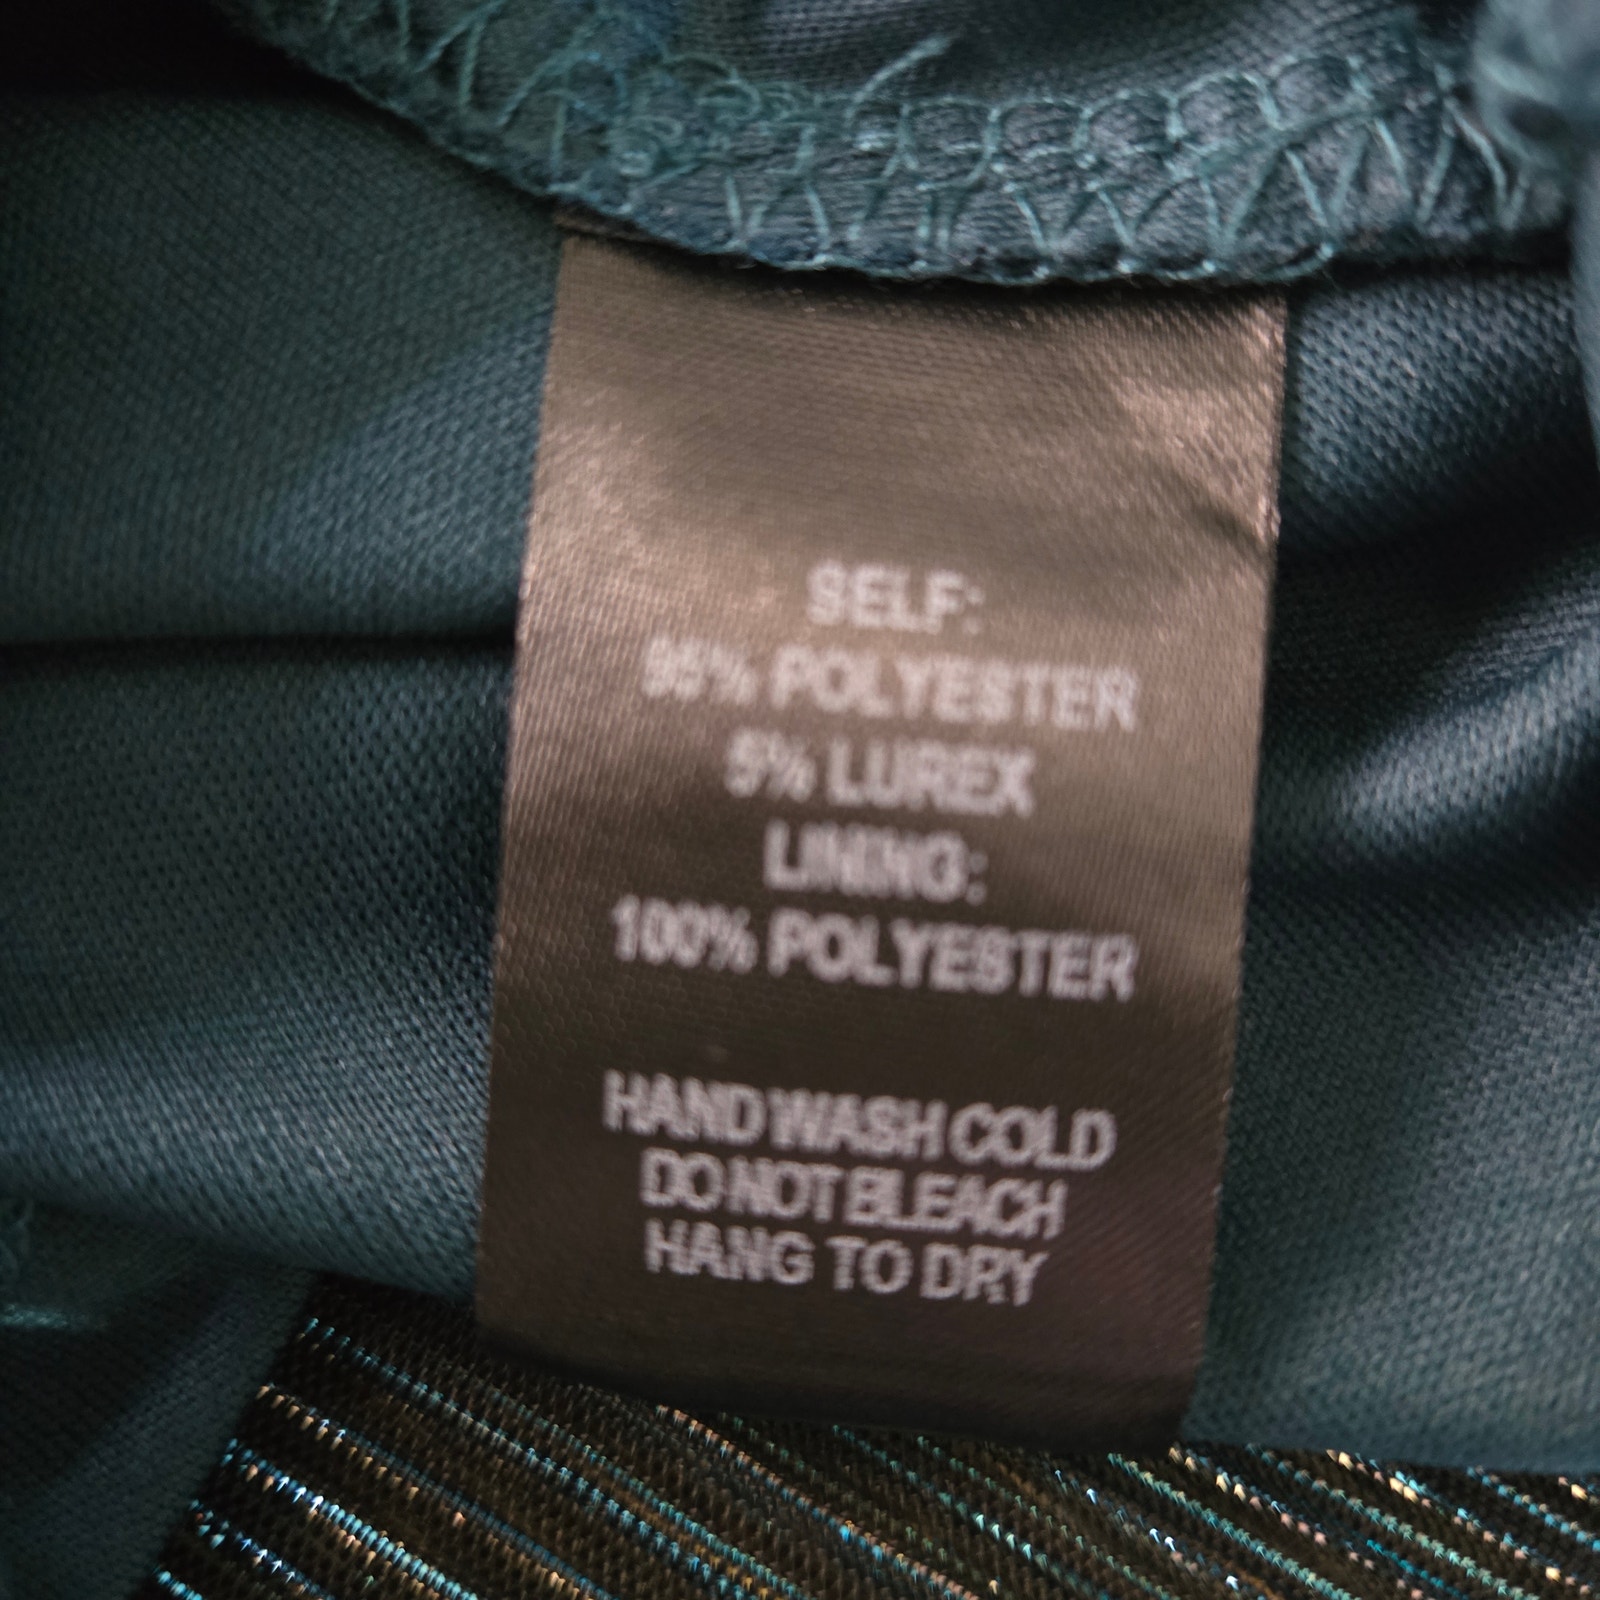 SELF:
95% POLYESTER
5% LUREX
LINING:
100% POLYESTER
HAND WASH COLD
DO NOT BLEACH
HANG TO DRY